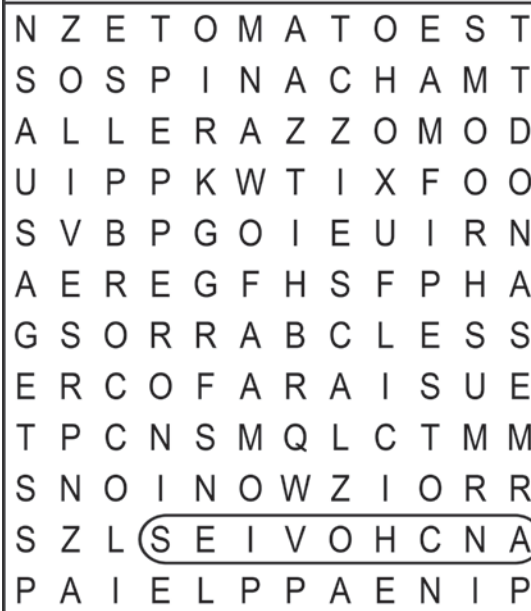 N Z E T O M A T O E S T
S O S P I N A C H A M T
A L L E R A Z Z O M O D
U I P P K W T I X F O O
S V B P G O I E U I R N
A E R E G F H S F P H A
G S O R R A B C L E S S
E R C O F A R A I S U E
T P C N S M Q L C T M M
S N O I N O W Z I O R R
S Z L S E I V O H C N A
P A I E L P P A E N I P